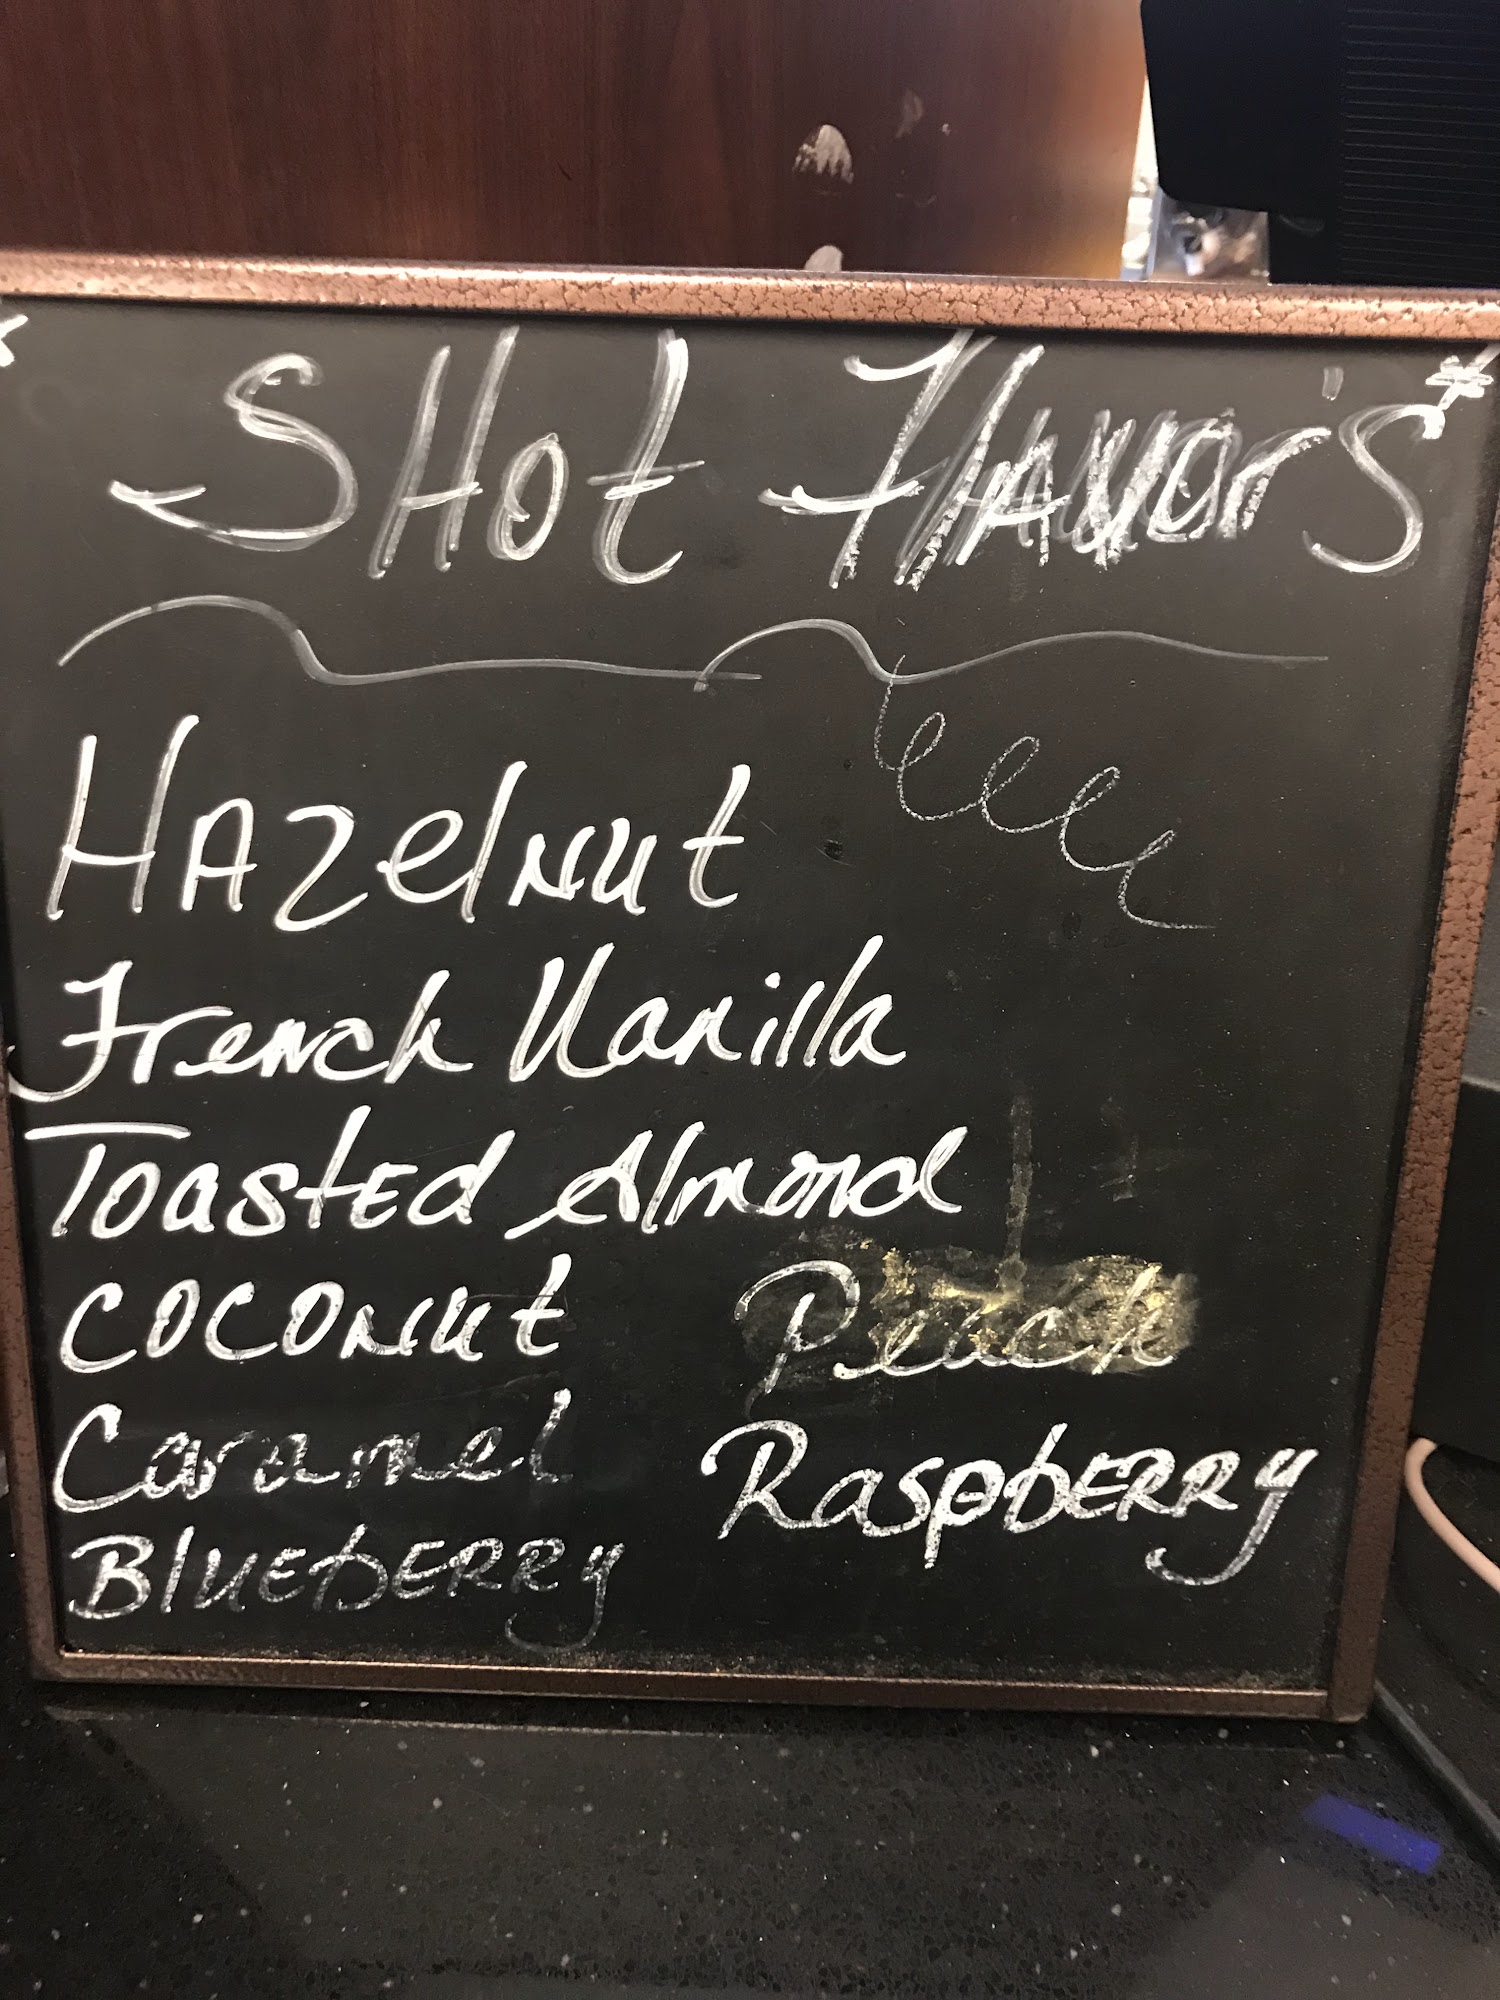 * SHOt FlAVOr'S *
HAZelNut
French Vanilla
ToastEd Almond
COCONut Peach
Caramel RaspbERRy
BluEbERRy